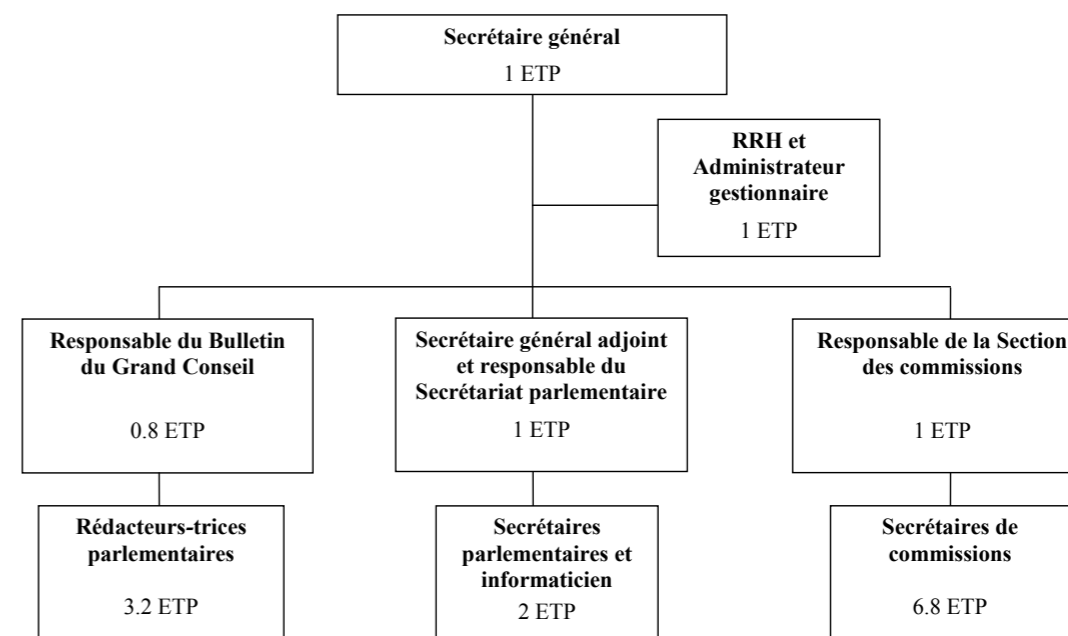 Secrétaire général
1 ETP
RRH et
Administrateur
gestionnaire
1 ETP
Responsable du Bulletin
du Grand Conseil
0.8 ETP
Secrétaire général adjoint
et responsable du
Secrétariat parlementaire
1 ETP
Responsable de la Section
des commissions
1 ETP
Rédacteurs-trices
parlementaires
3.2 ETP
Secrétaires
parlementaires et
informaticien
2 ETP
Secrétaires de
commissions
6.8 ETP